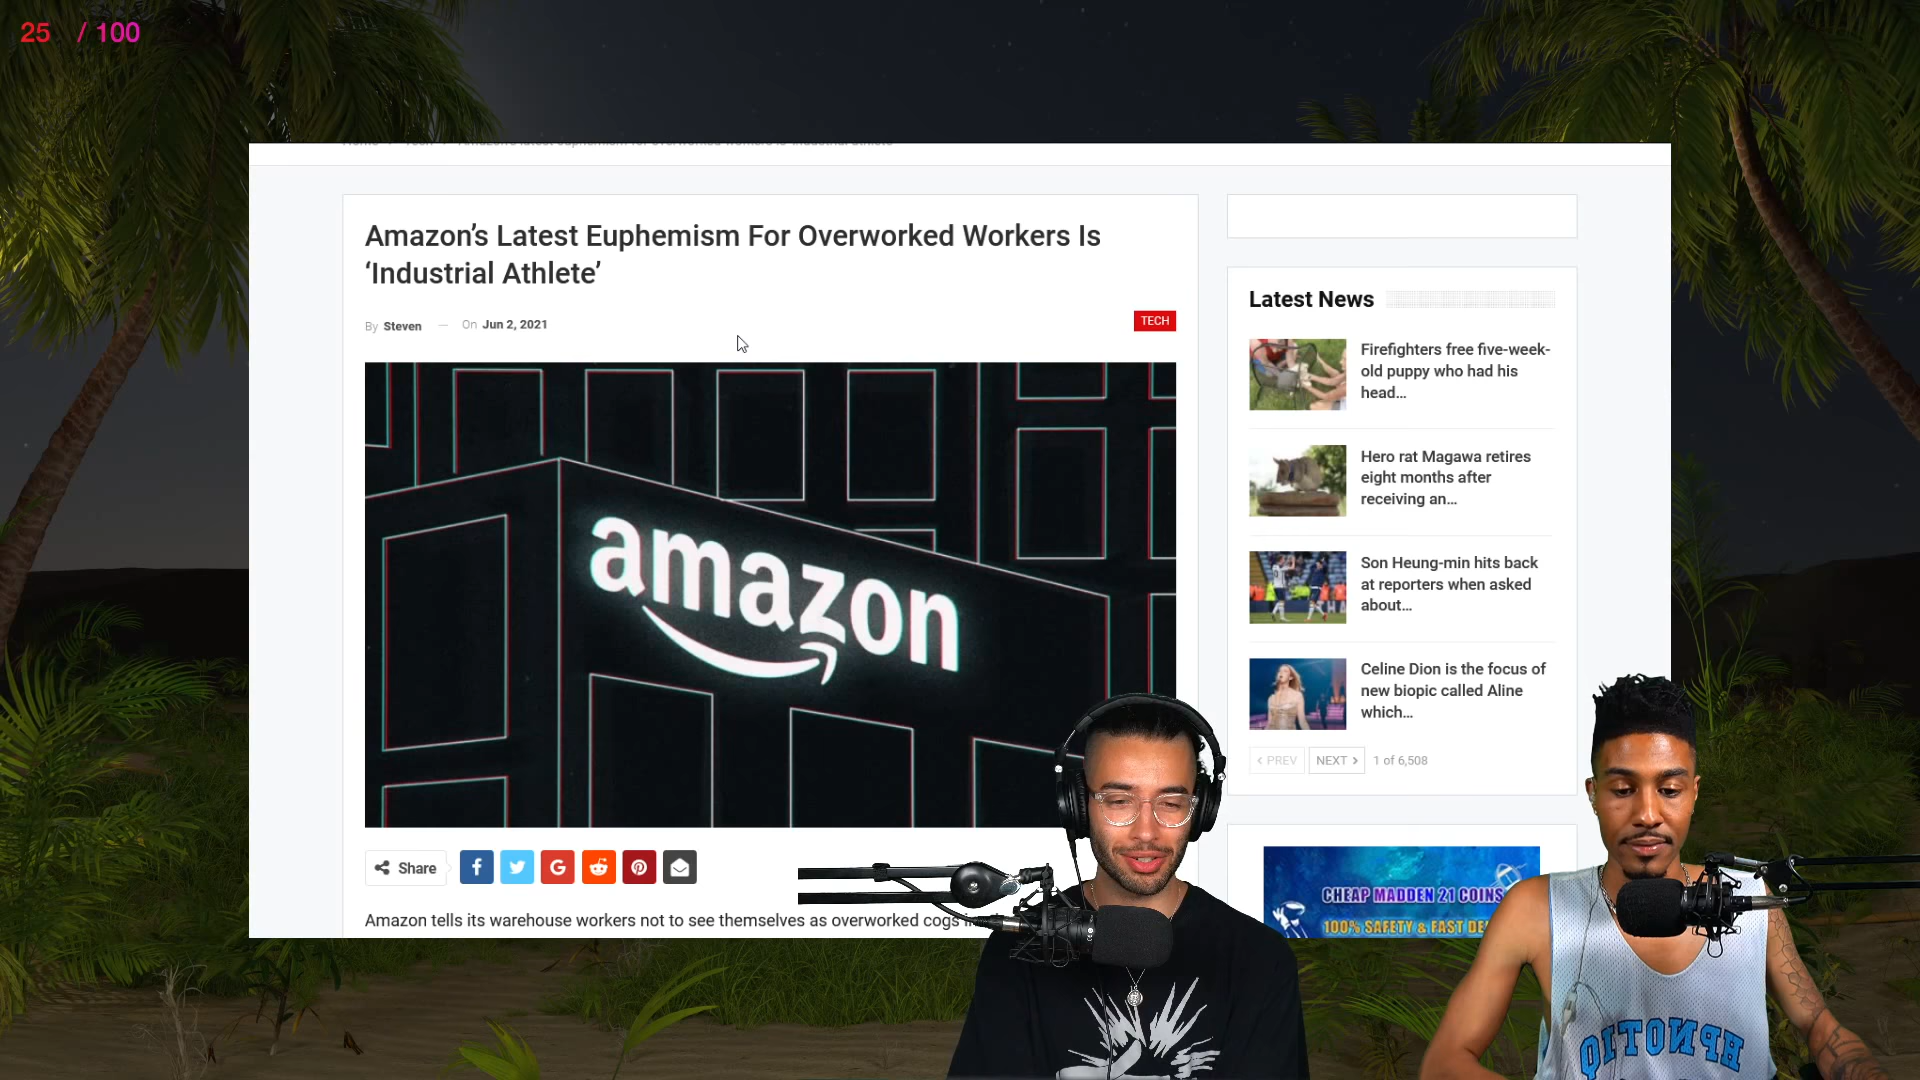 25 / 100
Amazon's Latest Euphemism For Overworked Workers Is
‘Industrial Athlete’
By Steven — On Jun 2, 2021
TECH
amazon
Share
Amazon tells its warehouse workers not to see themselves as overworked cogs
Latest News
Firefighters free five-week-
old puppy who had his
head…
Hero rat Magawa retires
eight months after
receiving an…
Son Heung-min hits back
at reporters when asked
about…
Celine Dion is the focus of
new biopic called Aline
which…
PREV NEXT 1 of 6,508
CHEAP MADDEN 21 COINS
100% SAFETY & FAST
HPNOTIQ